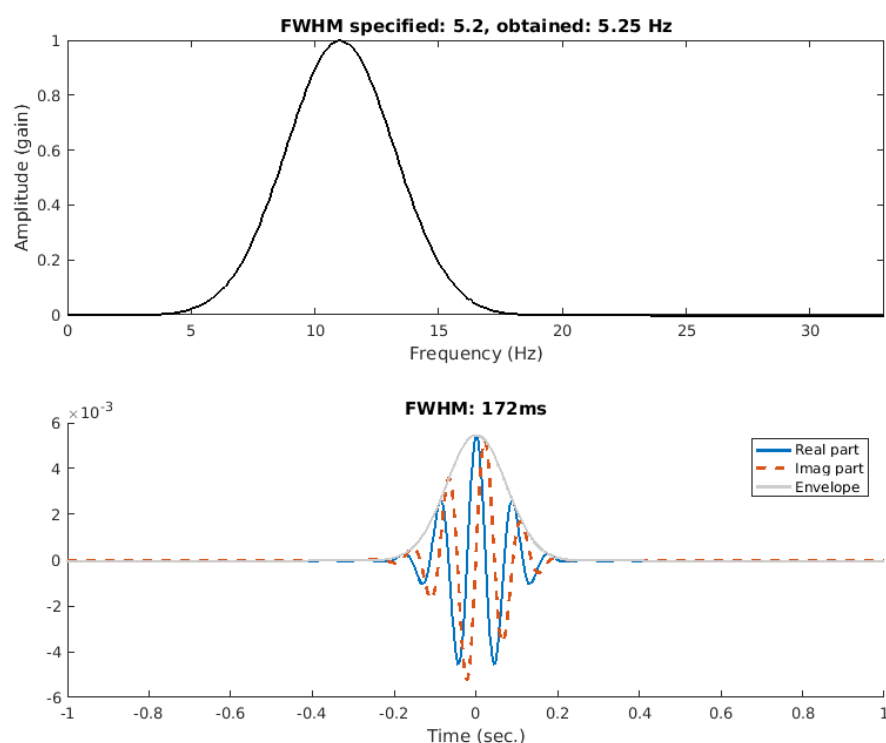 FWHM specified: 5.2, obtained: 5.25 Hz
1
0.8
0.6
0.4
0.2
0
Amplitude (gain)
0 5 10 15 20 25 30
Frequency (Hz)
×10⁻³
FWHM: 172ms
6
4
2
0
-2
-4
-6
Real part
Imag part
Envelope
-1 -0.8 -0.6 -0.4 -0.2 0 0.2 0.4 0.6 0.8 1
Time (sec.)